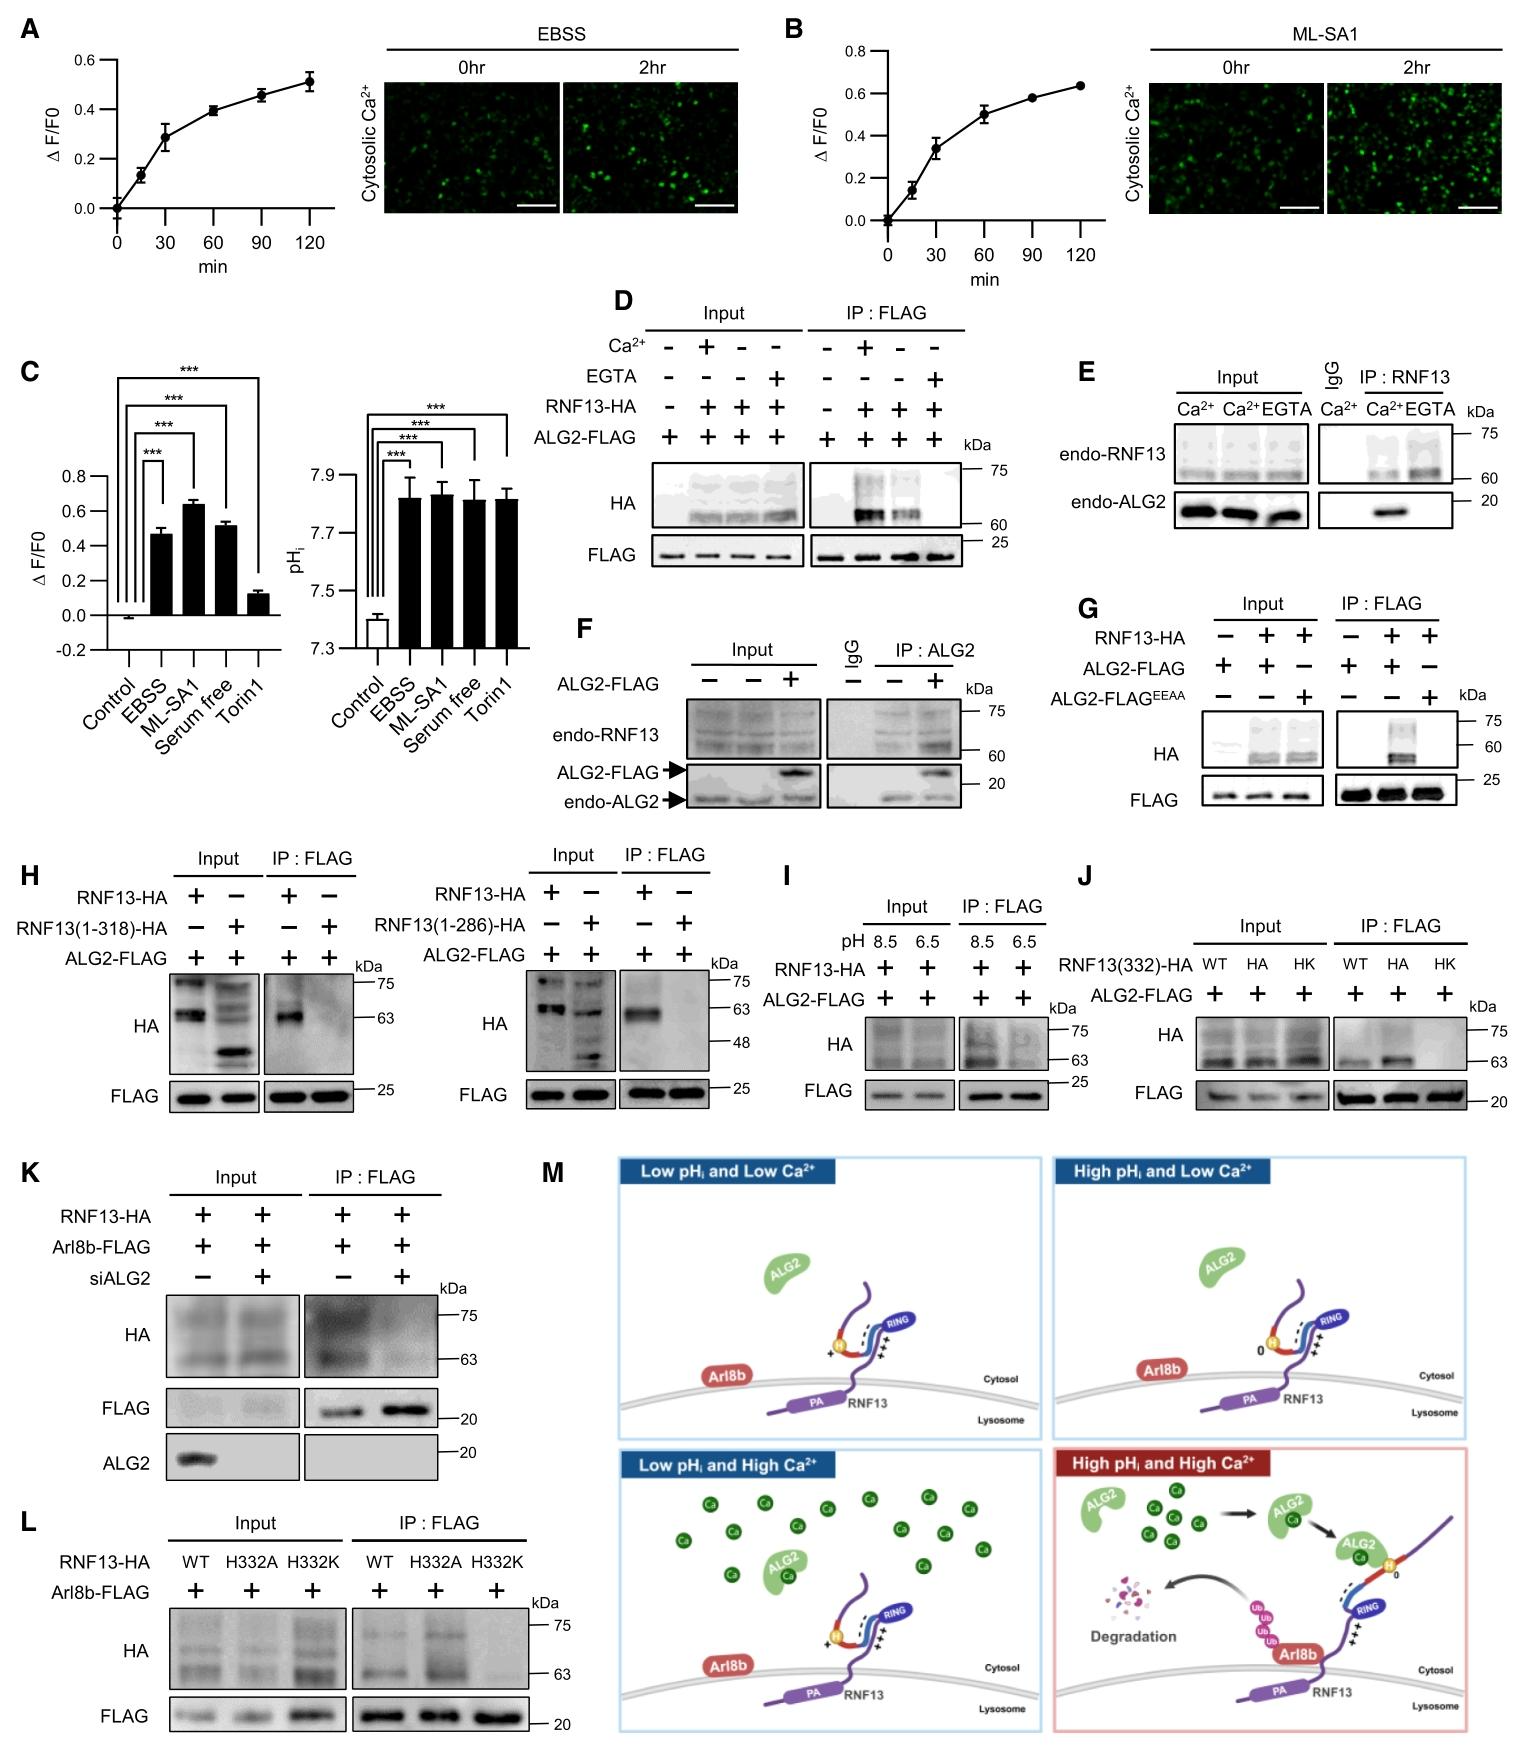 A
EBSS
0hr 2hr
Δ F/F0
0.6
0.4
0.2
0.0
0 30 60 90 120
min
Cytosolic Ca²⁺
B
ML-SA1
0hr 2hr
Δ F/F0
0.8
0.6
0.4
0.2
0.0
0 30 60 90 120
min
Cytosolic Ca²⁺
C
***
***
***
***
Δ F/F0
0.8
0.6
0.4
0.2
0.0
-0.2
Control
EBSS
ML-SA1
Serum free
Torin1
***
***
***
***
pHᵢ
7.9
7.7
7.5
7.3
Control
EBSS
ML-SA1
Serum free
Torin1
D
Input IP : FLAG
Ca²⁺ - + - - - + - -
EGTA - - - + - - - +
RNF13-HA - + + + - + + +
ALG2-FLAG + + + + + + + +
kDa
HA
75
60
FLAG
25
E
Input IgG IP : RNF13
Ca²⁺ Ca²⁺ EGTA Ca²⁺ Ca²⁺ EGTA kDa
endo-RNF13
75
60
endo-ALG2
20
F
Input IgG IP : ALG2
ALG2-FLAG - - + - - +
kDa
endo-RNF13
75
60
ALG2-FLAG
endo-ALG2
20
G
Input IP : FLAG
RNF13-HA - + + - + +
ALG2-FLAG + + - + + -
ALG2-FLAGᴱᴱᴬᴬ - - + - - + kDa
HA
75
60
FLAG
25
H
Input IP : FLAG
RNF13-HA + - + -
RNF13(1-318)-HA - + - +
ALG2-FLAG + + + +
kDa
HA
75
63
FLAG
25
Input IP : FLAG
RNF13-HA + - + -
RNF13(1-286)-HA - + - +
ALG2-FLAG + + + +
kDa
HA
75
63
48
FLAG
25
I
Input IP : FLAG
pH 8.5 6.5 8.5 6.5
RNF13-HA + + + +
ALG2-FLAG + + + +
kDa
HA
75
63
FLAG
25
J
Input IP : FLAG
RNF13(332)-HA WT HA HK WT HA HK
ALG2-FLAG + + + + + +
kDa
HA
75
63
FLAG
20
K
Input IP : FLAG
RNF13-HA + + + +
Arl8b-FLAG + + + +
siALG2 - + - +
kDa
HA
75
63
FLAG
20
ALG2
20
L
Input IP : FLAG
RNF13-HA WT H332A H332K WT H332A H332K
Arl8b-FLAG + + + + + +
kDa
HA
75
63
FLAG
20
M
Low pHᵢ and Low Ca²⁺
ALG2
RING
H
+
- - -
+++
Arl8b
Cytosol
PA
RNF13
Lysosome
High pHᵢ and Low Ca²⁺
ALG2
RING
H
0
- - -
+++
Arl8b
Cytosol
PA
RNF13
Lysosome
Low pHᵢ and High Ca²⁺
Ca Ca Ca Ca Ca Ca
Ca Ca Ca Ca
ALG2
Ca Ca Ca
RING
H
+
- - -
+++
Arl8b
Cytosol
PA
RNF13
Lysosome
High pHᵢ and High Ca²⁺
ALG2
Ca Ca Ca Ca Ca Ca
ALG2
Ca
ALG2
Ca
H
0
- - -
RING
+++
Ub
Ub
Ub
Ub
Degradation
Arl8b
Cytosol
PA
RNF13
Lysosome